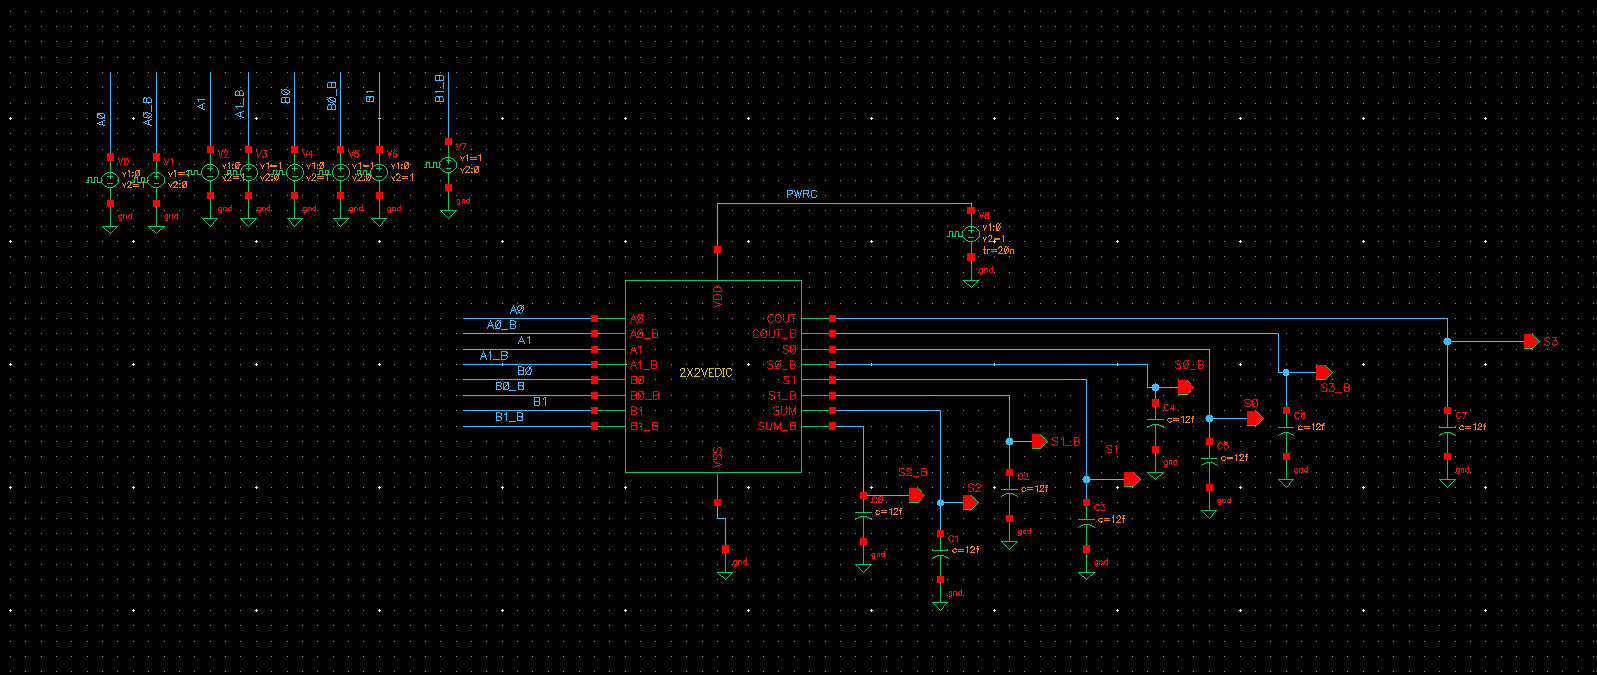 A0
A0_B
A1
A1_B
B0
B0_B
B1
B1_B
V0
v1:0
v2=1
gnd
V1
v1=1
v2:0
gnd
V2
v1:0
v2=1
gnd
V3
v1=1
v2:0
gnd
V4
v1:0
v2=1
gnd
V5
v1=1
v2:0
gnd
V6
v1:0
v2=1
gnd
V7
v1=1
v2:0
gnd
PWRC
V8
v1:0
v2=1
tr=20n
gnd
A0
A0_B
A1
A1_B
B0
B0_B
B1
B1_B
VDD
A0
A0_B
A1
A1_B
B0
B0_B
B1
B1_B
2X2VEDIC
COUT
COUT_B
S0
S0_B
S1
S1_B
SUM
SUM_B
VSS
gnd
S2_B
C0
c=12f
gnd
S2
C1
c=12f
gnd
S1_B
C2
c=12f
gnd
S1
C3
c=12f
gnd
S0_B
C4
c=12f
gnd
S0
C5
c=12f
gnd
S3_B
C6
c=12f
gnd
S3
C7
c=12f
gnd